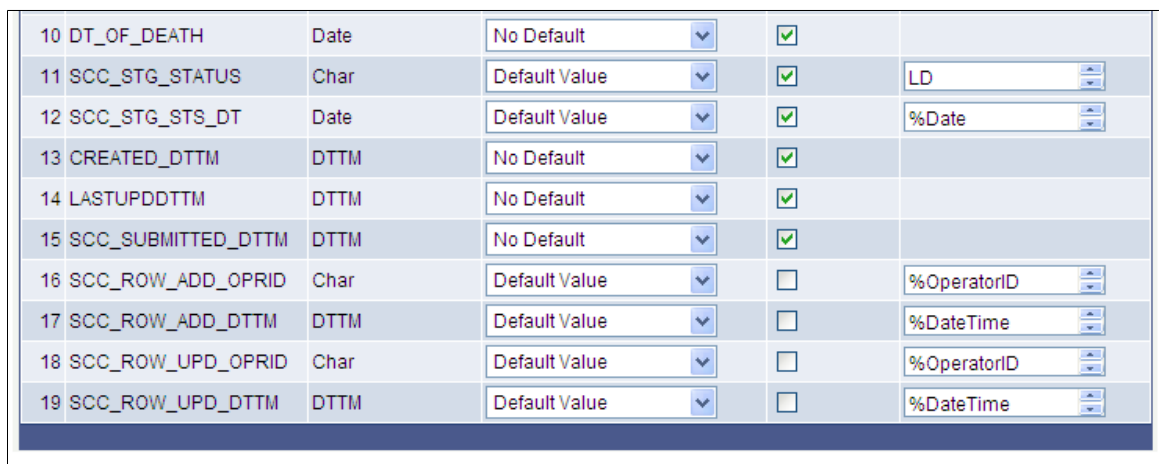 10 DT_OF_DEATH Date No Default
11 SCC_STG_STATUS Char Default Value LD
12 SCC_STG_STS_DT Date Default Value %Date
13 CREATED_DTTM DTTM No Default
14 LASTUPDDTTM DTTM No Default
15 SCC_SUBMITTED_DTTM DTTM No Default
16 SCC_ROW_ADD_OPRID Char Default Value %OperatorID
17 SCC_ROW_ADD_DTTM DTTM Default Value %DateTime
18 SCC_ROW_UPD_OPRID Char Default Value %OperatorID
19 SCC_ROW_UPD_DTTM DTTM Default Value %DateTime